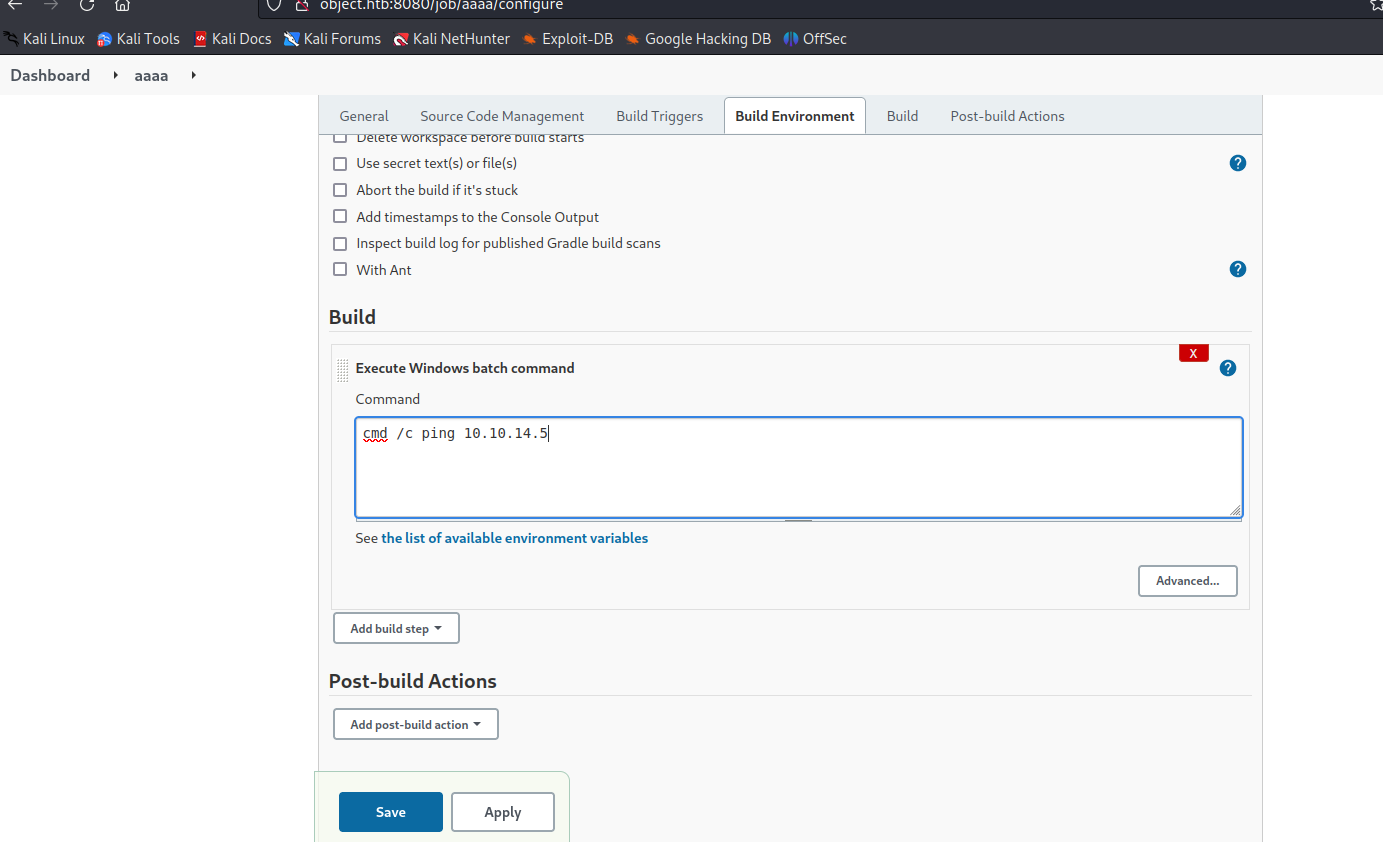 object.htb:8080/job/aaaa/configure
Kali Linux Kali Tools Kali Docs Kali Forums Kali NetHunter Exploit-DB Google Hacking DB OffSec
Dashboard aaaa
General Source Code Management Build Triggers Build Environment Build Post-build Actions
Delete workspace before build starts
Use secret text(s) or file(s)
?
Abort the build if it's stuck
Add timestamps to the Console Output
Inspect build log for published Gradle build scans
With Ant
?
Build
X
Execute Windows batch command
?
Command
cmd /c ping 10.10.14.5
See the list of available environment variables
Advanced...
Add build step
Post-build Actions
Add post-build action
Save Apply